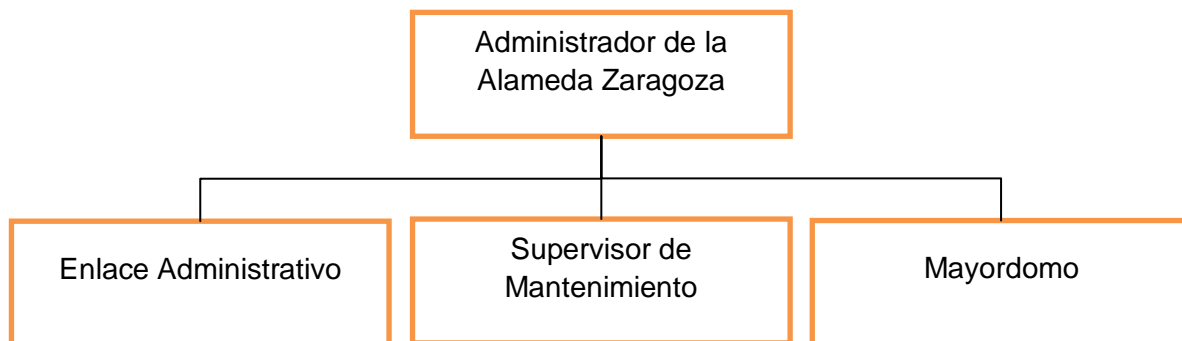 Administrador de la
Alameda Zaragoza
Enlace Administrativo
Supervisor de
Mantenimiento
Mayordomo